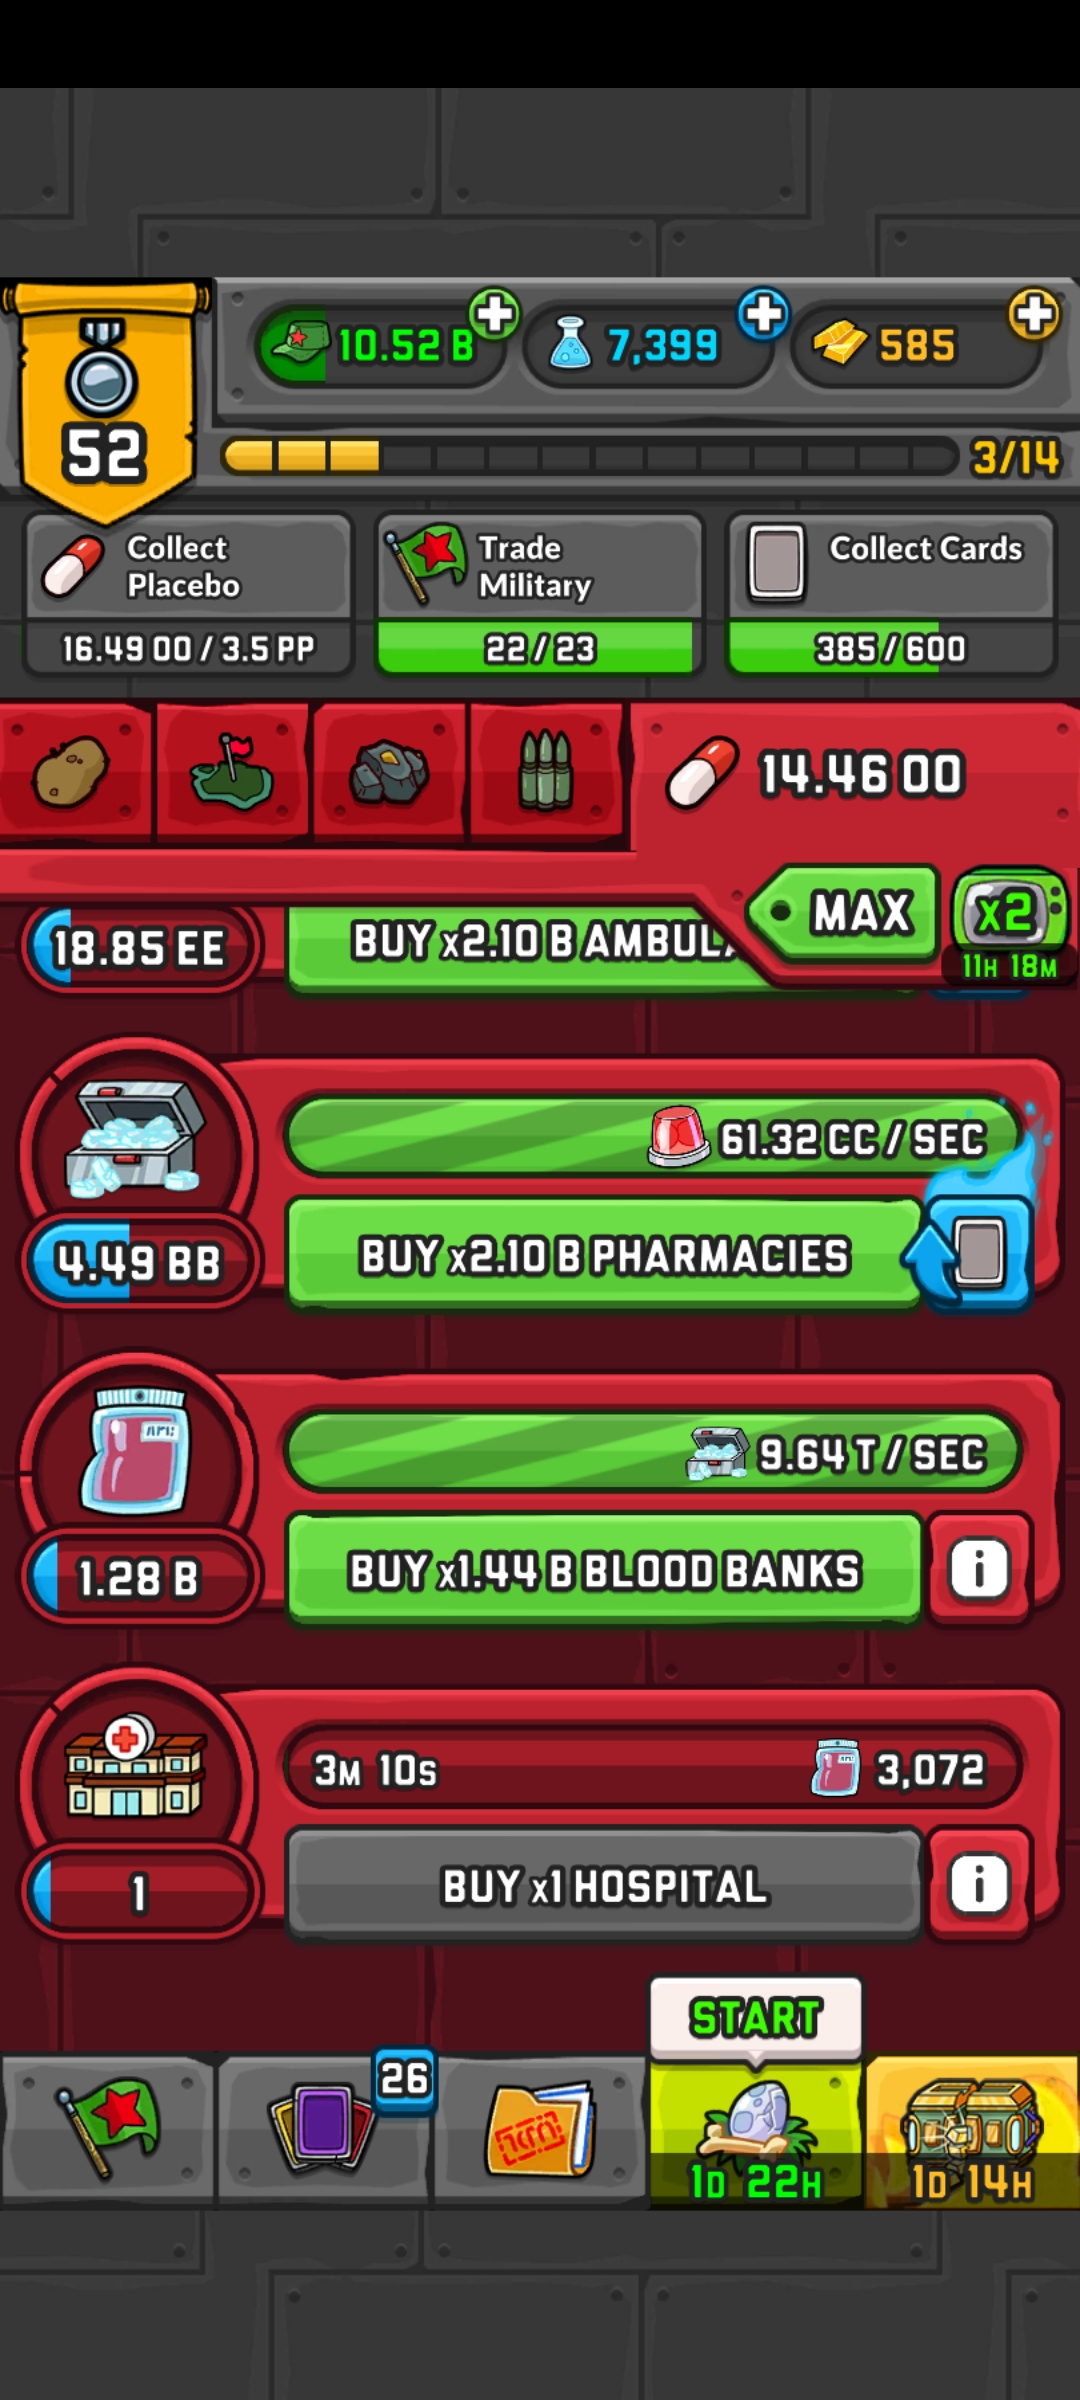 10.52 B
7,399
585
52
3/14
Collect
Placebo
16.49 OO / 3.5 PP
Trade
Military
22 / 23
Collect Cards
385 / 600
14.46 OO
MAX
x2
11H 18M
18.85 EE
BUY x2.10 B AMBUL
61.32 CC / SEC
4.49 BB
BUY x2.10 B PHARMACIES
9.64 T / SEC
1.28 B
BUY x1.44 B BLOOD BANKS
i
3M 10S
3,072
1
BUY x1 HOSPITAL
i
START
26
1D 22H
1D 14H